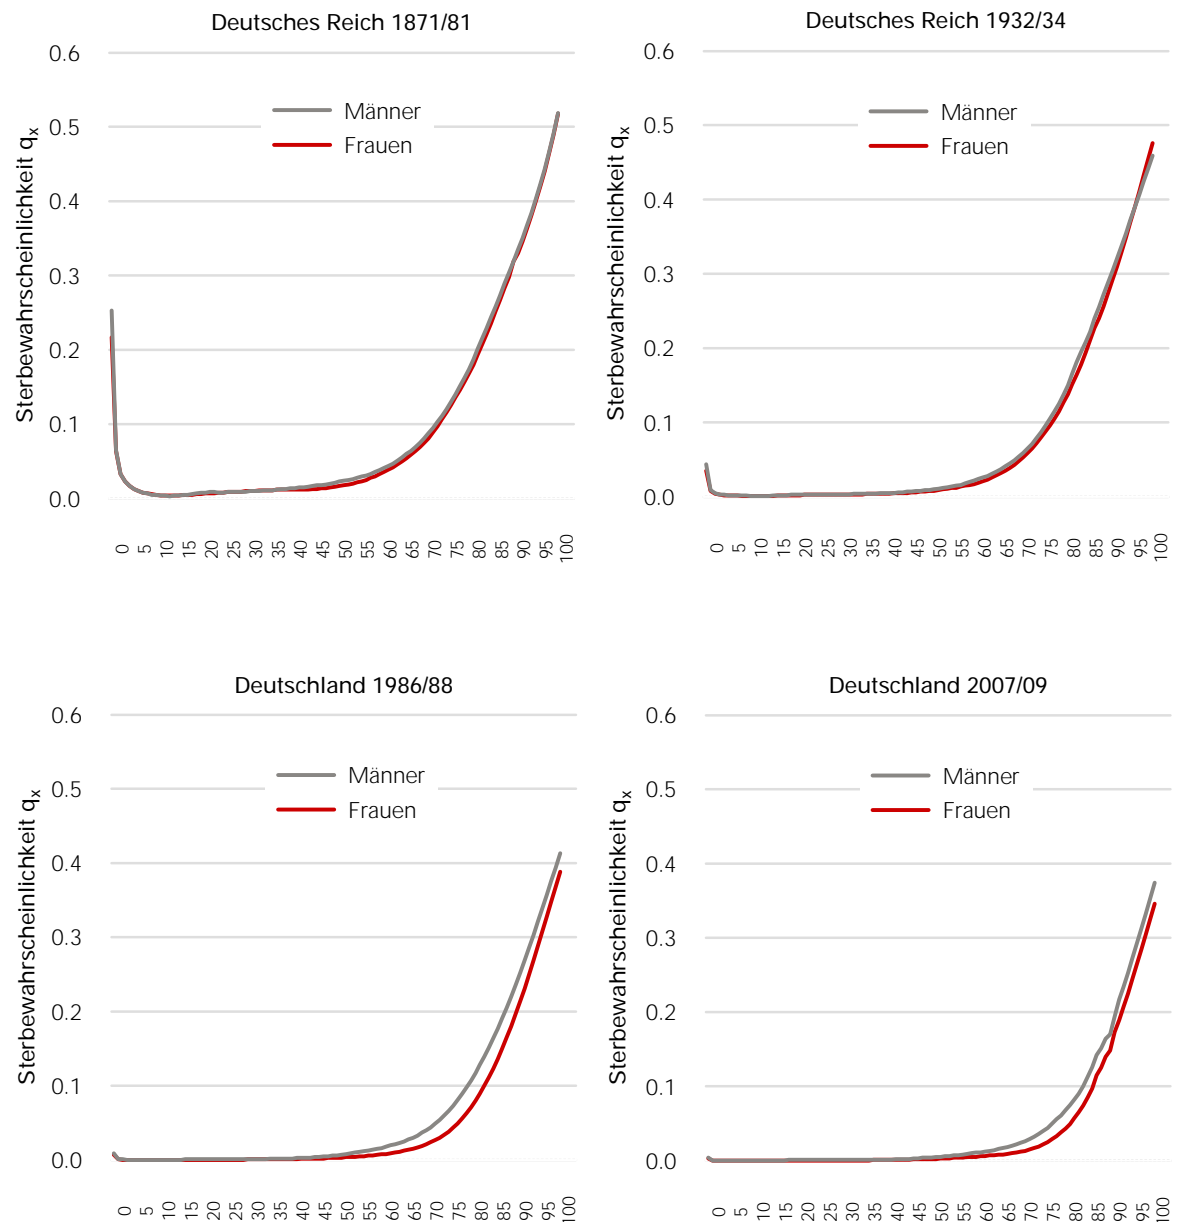 Deutsches Reich 1871/81
0.6
0.5
0.4
0.3
0.2
0.1
0.0
Sterbewahrscheinlichkeit qₓ
Männer
Frauen
0 5 10 15 20 25 30 35 40 45 50 55 60 65 70 75 80 85 90 95 100
Deutsches Reich 1932/34
0.6
0.5
0.4
0.3
0.2
0.1
0.0
Sterbewahrscheinlichkeit qₓ
Männer
Frauen
0 5 10 15 20 25 30 35 40 45 50 55 60 65 70 75 80 85 90 95 100
Deutschland 1986/88
0.6
0.5
0.4
0.3
0.2
0.1
0.0
Sterbewahrscheinlichkeit qₓ
Männer
Frauen
0 5 10 15 20 25 30 35 40 45 50 55 60 65 70 75 80 85 90 95 100
Deutschland 2007/09
0.6
0.5
0.4
0.3
0.2
0.1
0.0
Sterbewahrscheinlichkeit qₓ
Männer
Frauen
0 5 10 15 20 25 30 35 40 45 50 55 60 65 70 75 80 85 90 95 100